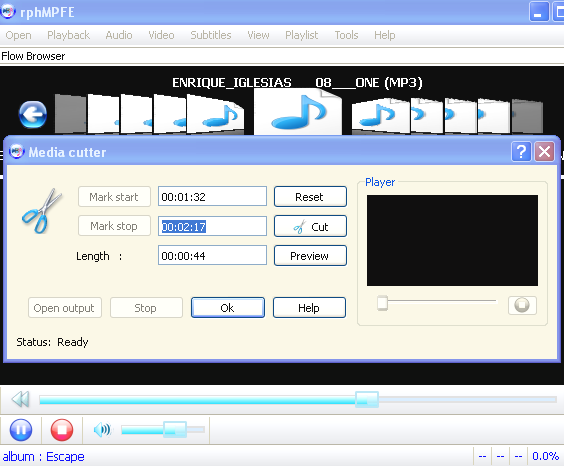 rphMPFE
Open Playback Audio Video Subtitles View Playlist Tools Help
Flow Browser
ENRIQUE_IGLESIAS___08___ONE (MP3)
Media cutter
Player
Mark start 00:01:32 Reset
Mark stop 00:02:17 Cut
Length : 00:00:44 Preview
Open output Stop Ok Help
Status: Ready
album : Escape -- -- -- 0.0%